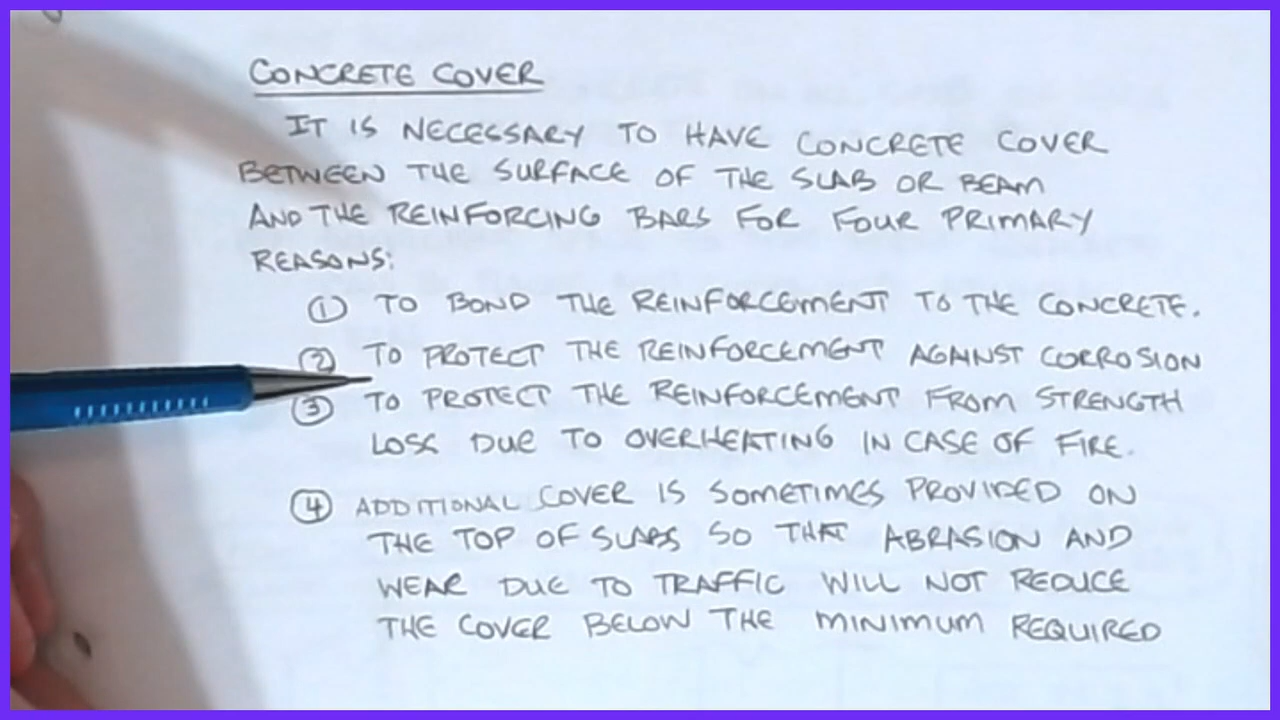 CONCRETE COVER
IT IS NECESSARY TO HAVE CONCRETE COVER
BETWEEN THE SURFACE OF THE SLAB OR BEAM
AND THE REINFORCING BARS FOR FOUR PRIMARY
REASONS:
① TO BOND THE REINFORCEMENT TO THE CONCRETE.
② TO PROTECT THE REINFORCEMENT AGAINST CORROSION
③ TO PROTECT THE REINFORCEMENT FROM STRENGTH
LOSS DUE TO OVERHEATING IN CASE OF FIRE.
④ ADDITIONAL COVER IS SOMETIMES PROVIDED ON
THE TOP OF SLABS SO THAT ABRASION AND
WEAR DUE TO TRAFFIC WILL NOT REDUCE
THE COVER BELOW THE MINIMUM REQUIRED